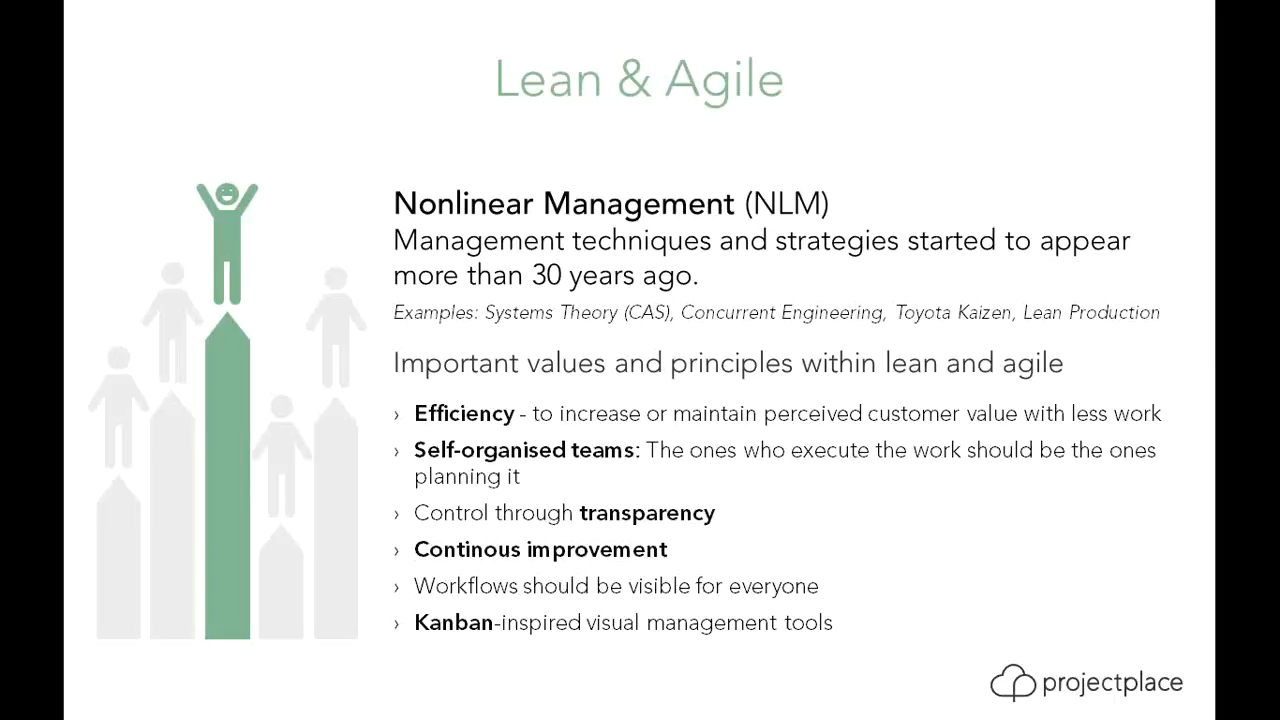 Lean & Agile
Nonlinear Management (NLM)
Management techniques and strategies started to appear
more than 30 years ago.
Examples: Systems Theory (CAS), Concurrent Engineering, Toyota Kaizen, Lean Production
Important values and principles within lean and agile
› Efficiency - to increase or maintain perceived customer value with less work
› Self-organised teams: The ones who execute the work should be the ones
planning it
› Control through transparency
› Continous improvement
› Workflows should be visible for everyone
› Kanban-inspired visual management tools
projectplace